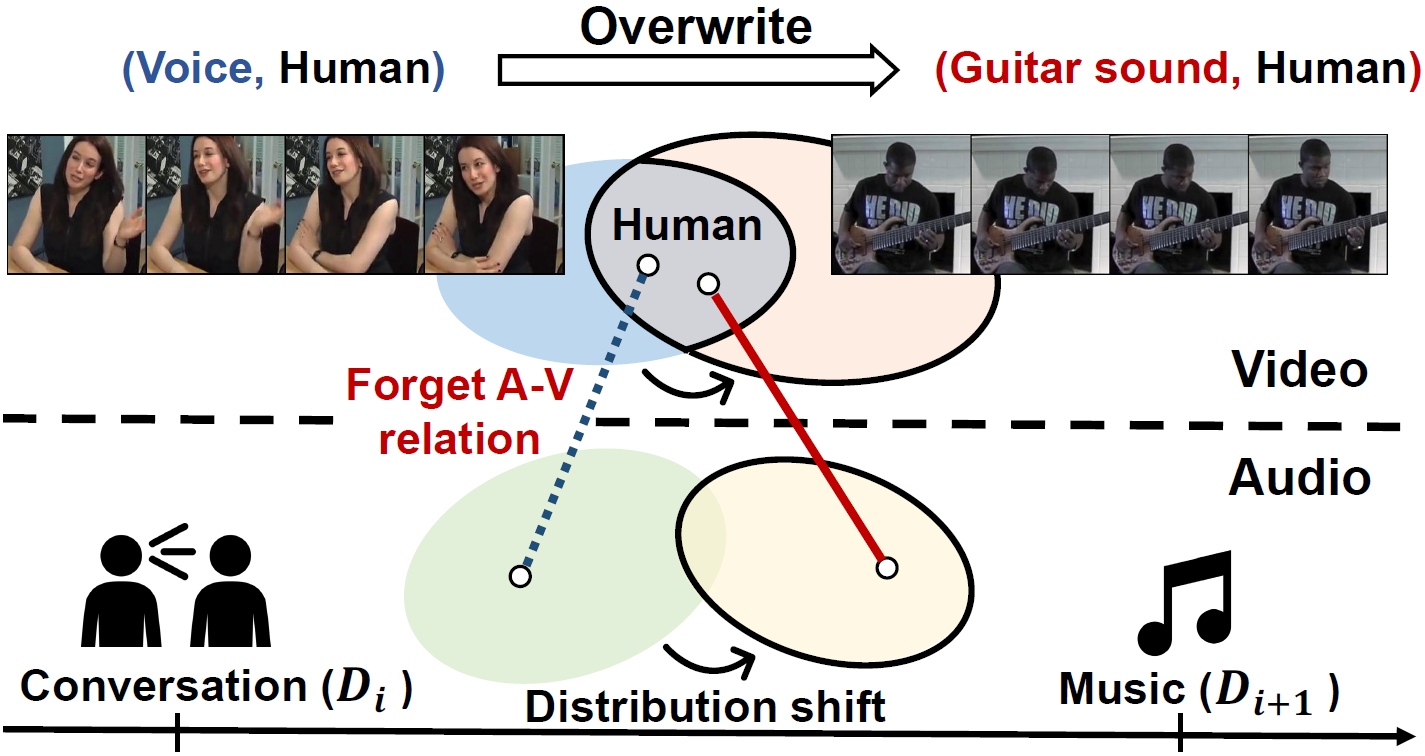 Overwrite
(Voice, Human)
(Guitar sound, Human)
Human
Forget A-V
relation
Video
Audio
Conversation (D_i )
Distribution shift
Music (D_{i+1} )